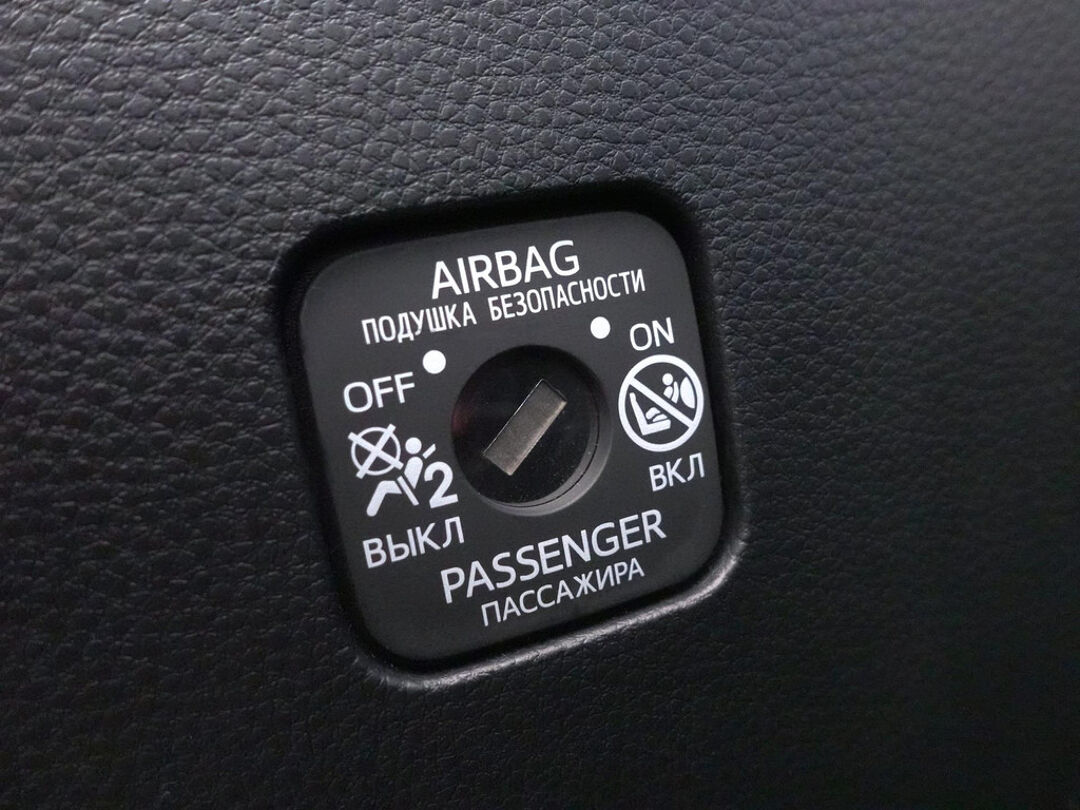 AIRBAG
ПОДУШКА БЕЗОПАСНОСТИ
OFF
ON
2
ВЫКЛ
ВКЛ
PASSENGER
ПАССАЖИРА